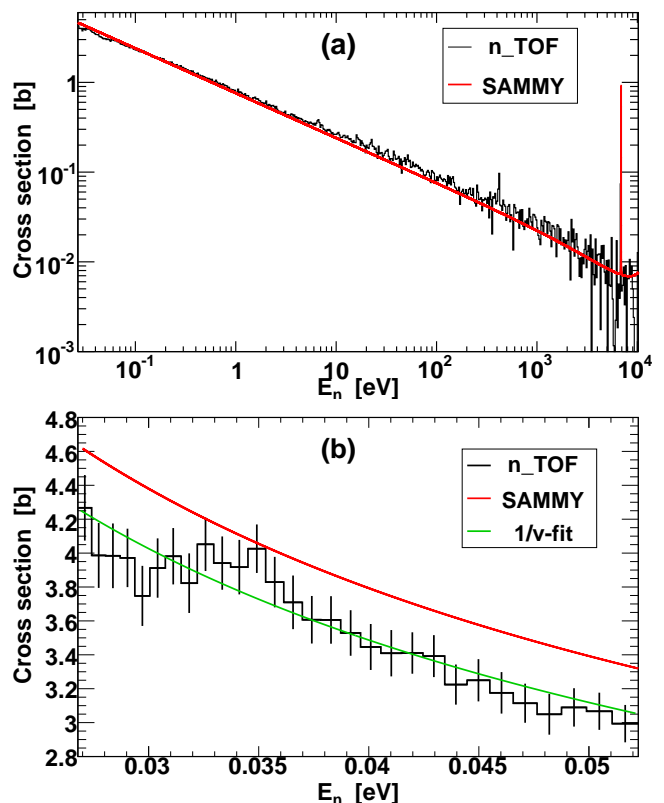 (a)
n_TOF
SAMMY
Cross section [b]
1
10⁻¹
10⁻²
10⁻³
10⁻¹
1
10
10²
10³
10⁴
Eₙ [eV]
(b)
n_TOF
SAMMY
1/v-fit
Cross section [b]
4.8
4.6
4.4
4.2
4
3.8
3.6
3.4
3.2
3
2.8
0.03
0.035
0.04
0.045
0.05
Eₙ [eV]